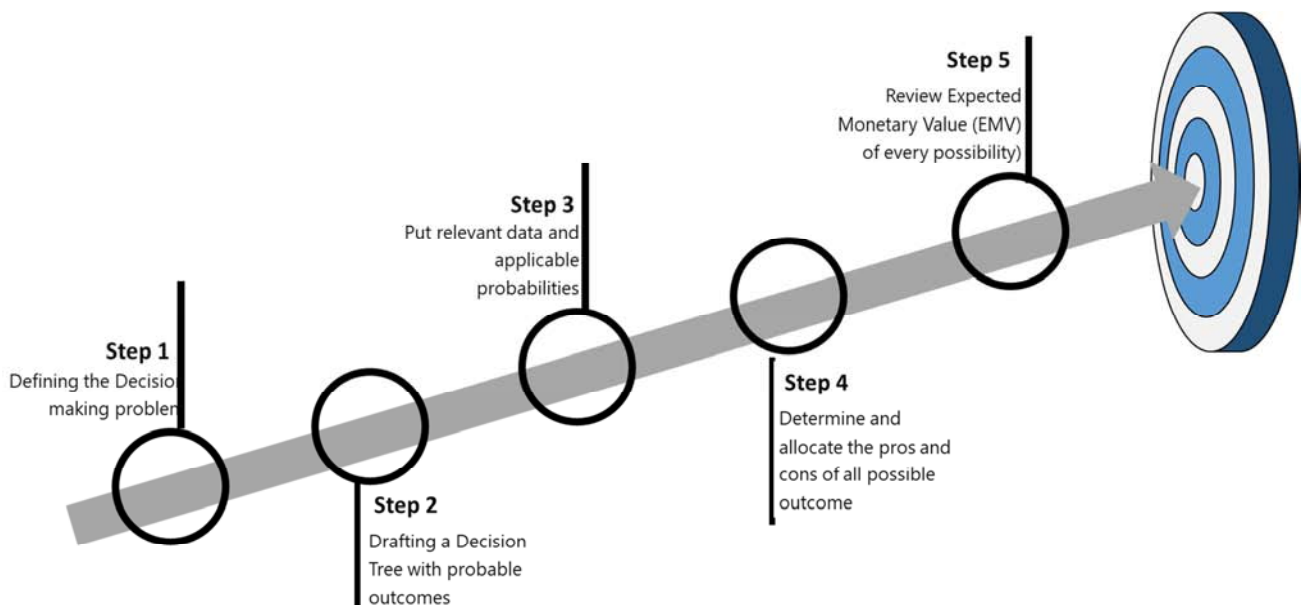 Step 1
Defining the Decision
making problem
Step 2
Drafting a Decision
Tree with probable
outcomes
Step 3
Put relevant data and
applicable
probabilities
Step 4
Determine and
allocate the pros and
cons of all possible
outcome
Step 5
Review Expected
Monetary Value (EMV)
of every possibility)